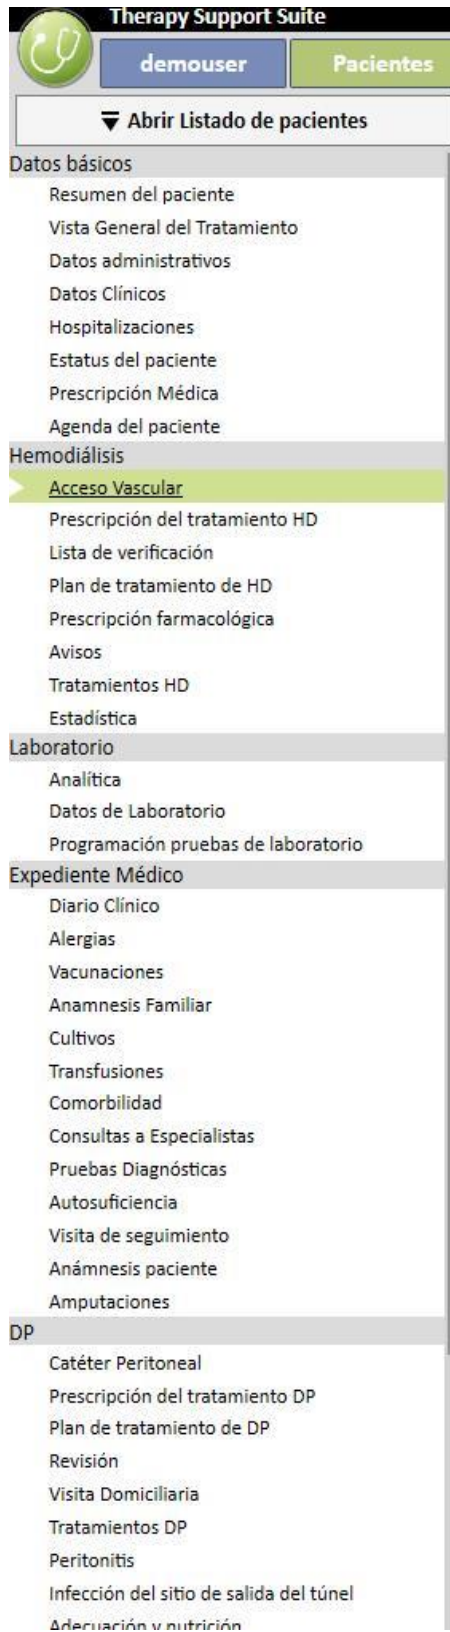 Therapy Support Suite
demouser
Pacientes
Abrir Listado de pacientes
Datos básicos
Resumen del paciente
Vista General del Tratamiento
Datos administrativos
Datos Clínicos
Hospitalizaciones
Estatus del paciente
Prescripción Médica
Agenda del paciente
Hemodiálisis
Acceso Vascular
Prescripción del tratamiento HD
Lista de verificación
Plan de tratamiento de HD
Prescripción farmacológica
Avisos
Tratamientos HD
Estadística
Laboratorio
Analítica
Datos de Laboratorio
Programación pruebas de laboratorio
Expediente Médico
Diario Clínico
Alergias
Vacunaciones
Anamnesis Familiar
Cultivos
Transfusiones
Comorbilidad
Consultas a Especialistas
Pruebas Diagnósticas
Autosuficiencia
Visita de seguimiento
Anámnesis paciente
Amputaciones
DP
Catéter Peritoneal
Prescripción del tratamiento DP
Plan de tratamiento de DP
Revisión
Visita Domiciliaria
Tratamientos DP
Peritonitis
Infección del sitio de salida del túnel
Adecuación y nutrición